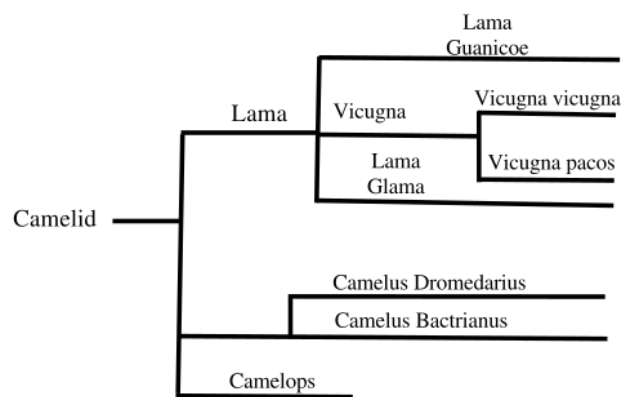 Lama
Guanicoe
Vicugna vicugna
Lama
Vicugna
Lama
Glama
Vicugna pacos
Camelid
Camelus Dromedarius
Camelus Bactrianus
Camelops